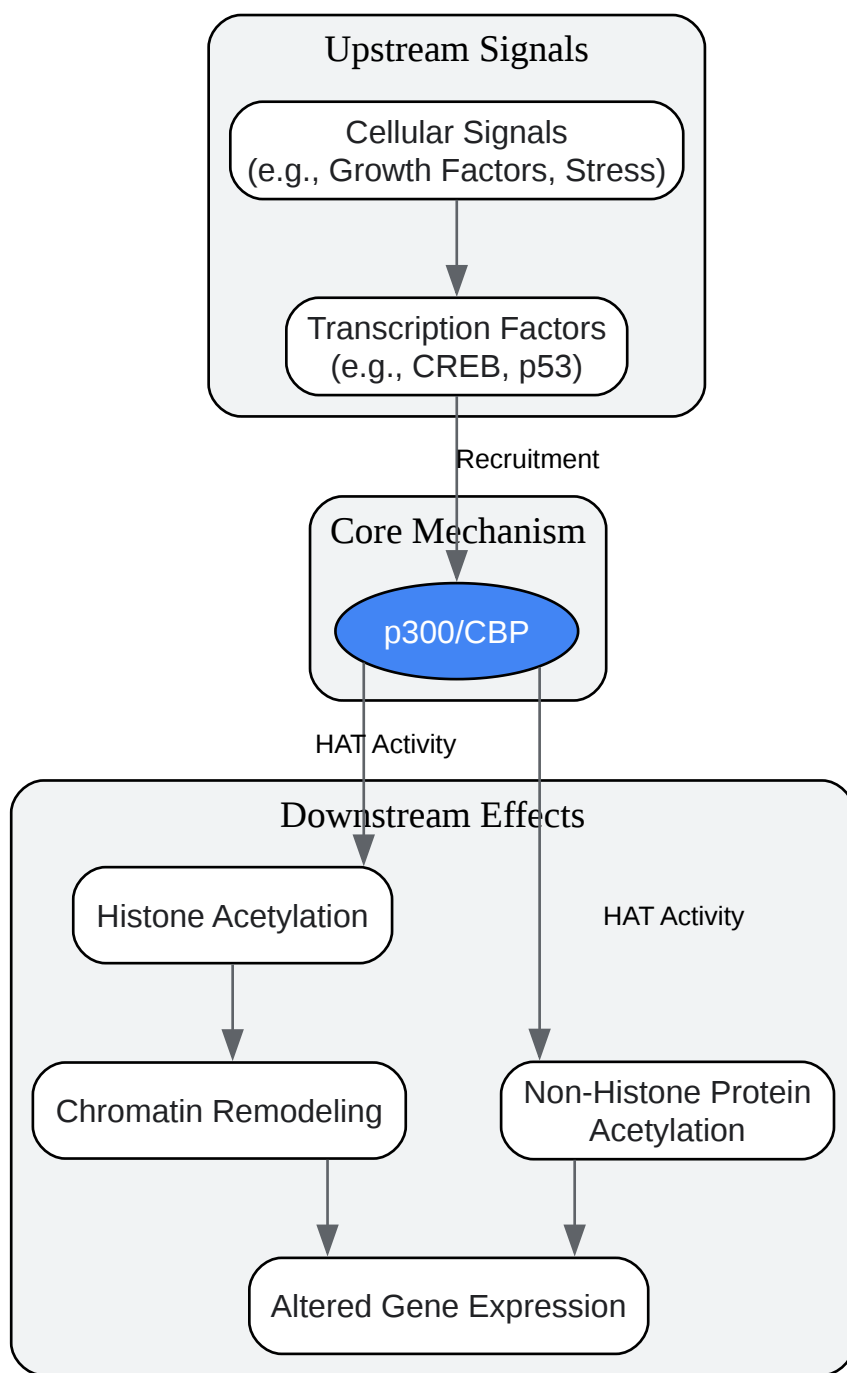 Upstream Signals
Cellular Signals
(e.g., Growth Factors, Stress)
Transcription Factors
(e.g., CREB, p53)
Recruitment
Core Mechanism
p300/CBP
HAT Activity
Downstream Effects
Histone Acetylation
HAT Activity
Chromatin Remodeling
Non-Histone Protein
Acetylation
Altered Gene Expression